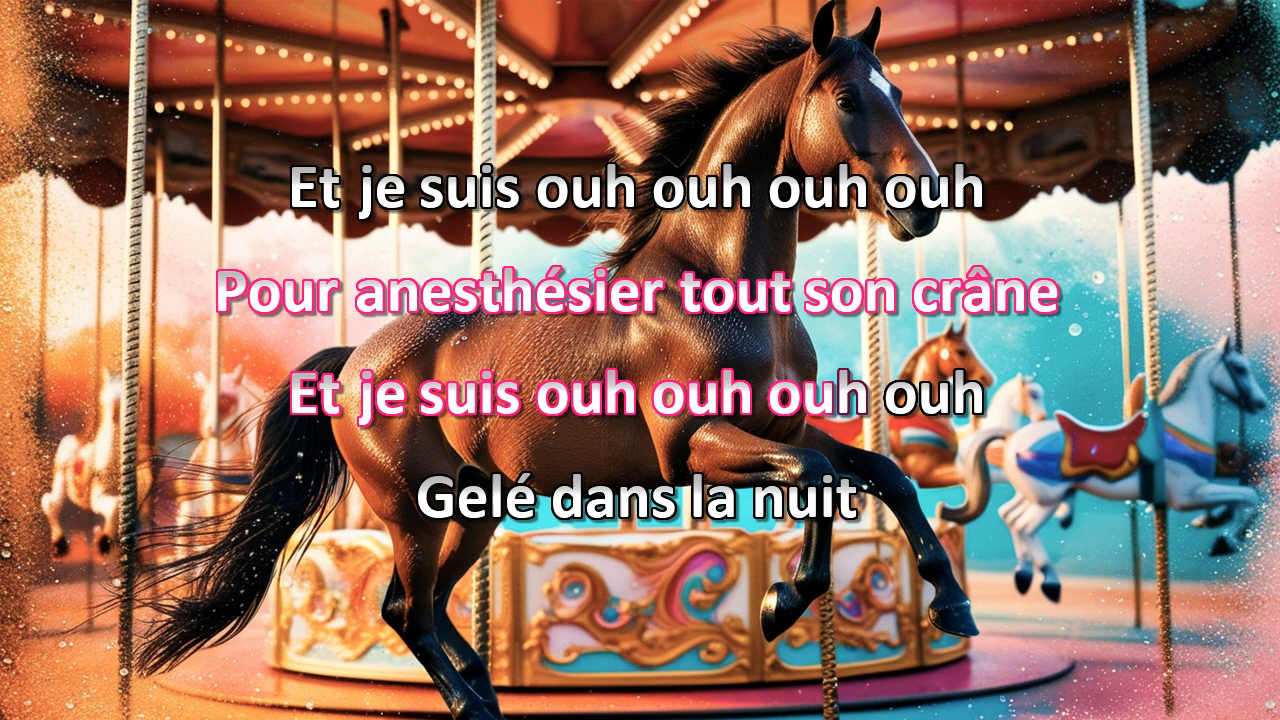 Et je suis ouh ouh ouh ouh
Pour anesthésier tout son crâne
Et je suis ouh ouh ouh ouh
Gelé dans la nuit